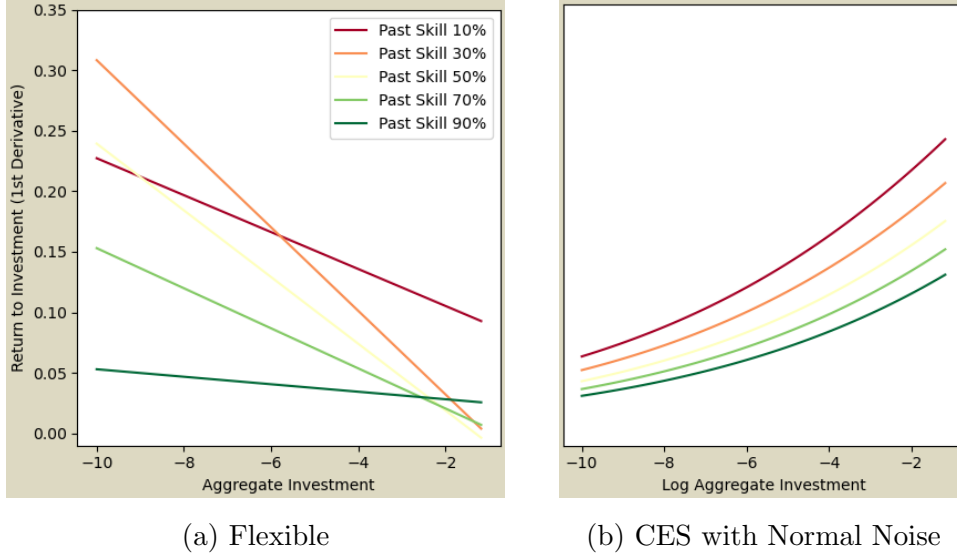 0.35
0.30
0.25
0.20
0.15
0.10
0.05
0.00
Return to Investment (1st Derivative)
Past Skill 10%
Past Skill 30%
Past Skill 50%
Past Skill 70%
Past Skill 90%
−10 −8 −6 −4 −2
Aggregate Investment
−10 −8 −6 −4 −2
Log Aggregate Investment
(a) Flexible
(b) CES with Normal Noise